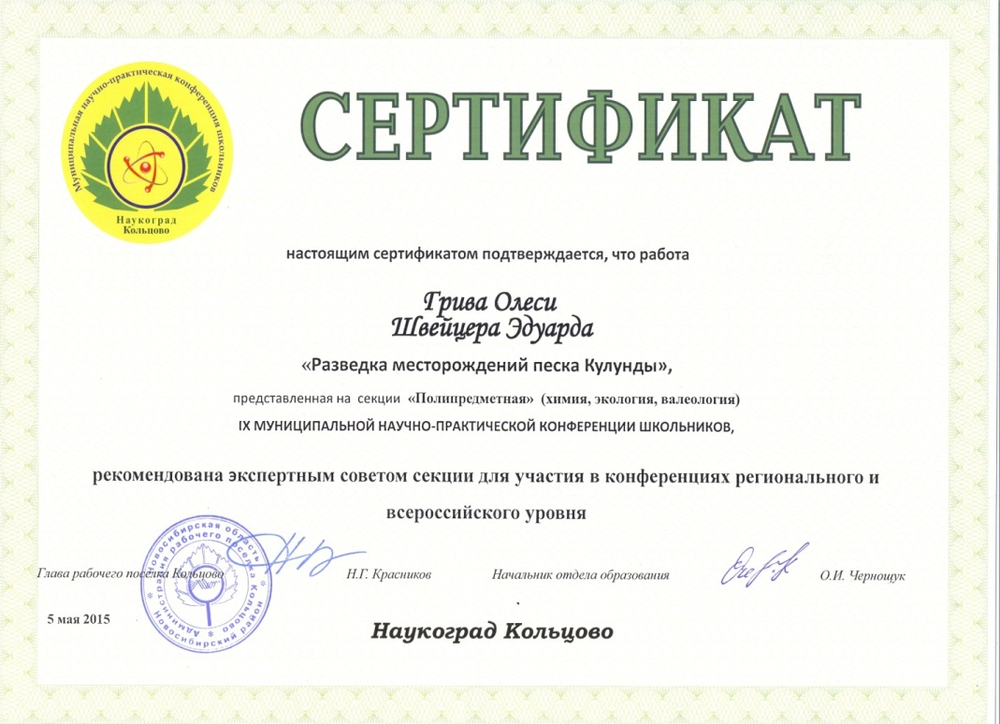 Муниципальная научно-практическая конференция школьников
Наукоград
Кольцово
СЕРТИФИКАТ
настоящим сертификатом подтверждается, что работа
Грива Олеси
Швейцера Эдуарда
«Разведка месторождений песка Кулунды»,
представленная на секции «Полипредметная» (химия, экология, валеология)
IX МУНИЦИПАЛЬНОЙ НАУЧНО-ПРАКТИЧЕСКОЙ КОНФЕРЕНЦИИ ШКОЛЬНИКОВ,
рекомендована экспертным советом секции для участия в конференциях регионального и
всероссийского уровня
Новосибирская область
Администрация рабочего поселка Кольцово
Новосибирский район
Глава рабочего поселка Кольцово
Н.Г. Красников
Начальник отдела образования
О.И. Чернощук
5 мая 2015
Наукоград Кольцово